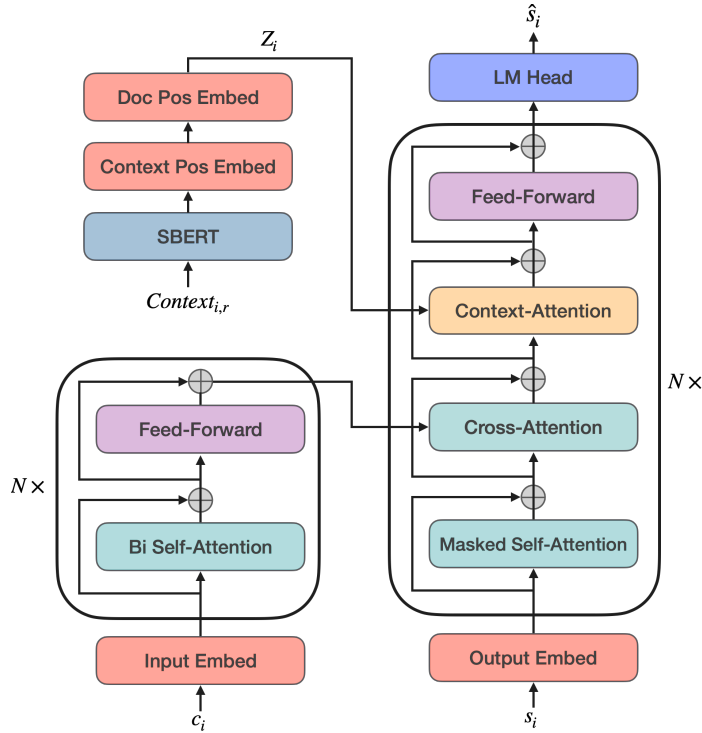 Z_i
Doc Pos Embed
Context Pos Embed
SBERT
Context_{i,r}
N ×
Feed-Forward
Bi Self-Attention
Input Embed
c_i
ŝ_i
LM Head
Feed-Forward
Context-Attention
N ×
Cross-Attention
Masked Self-Attention
Output Embed
s_i